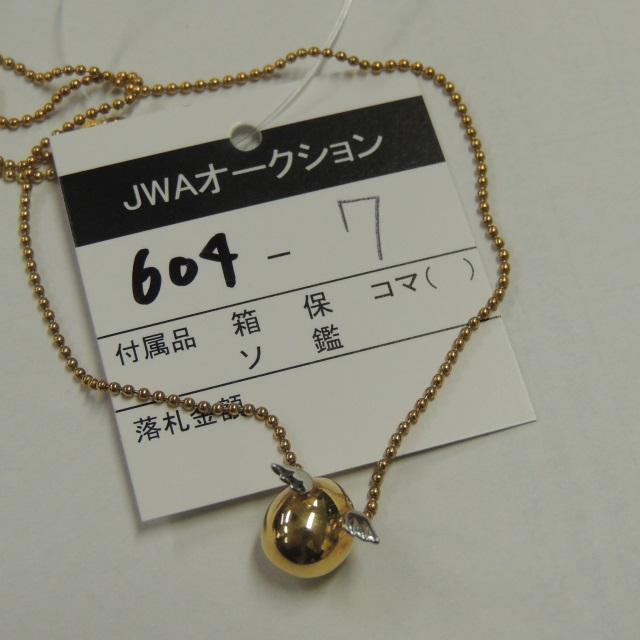 JWAオークション
604-7
付属品 箱 保 コマ( )
ソ 鑑
落札金額